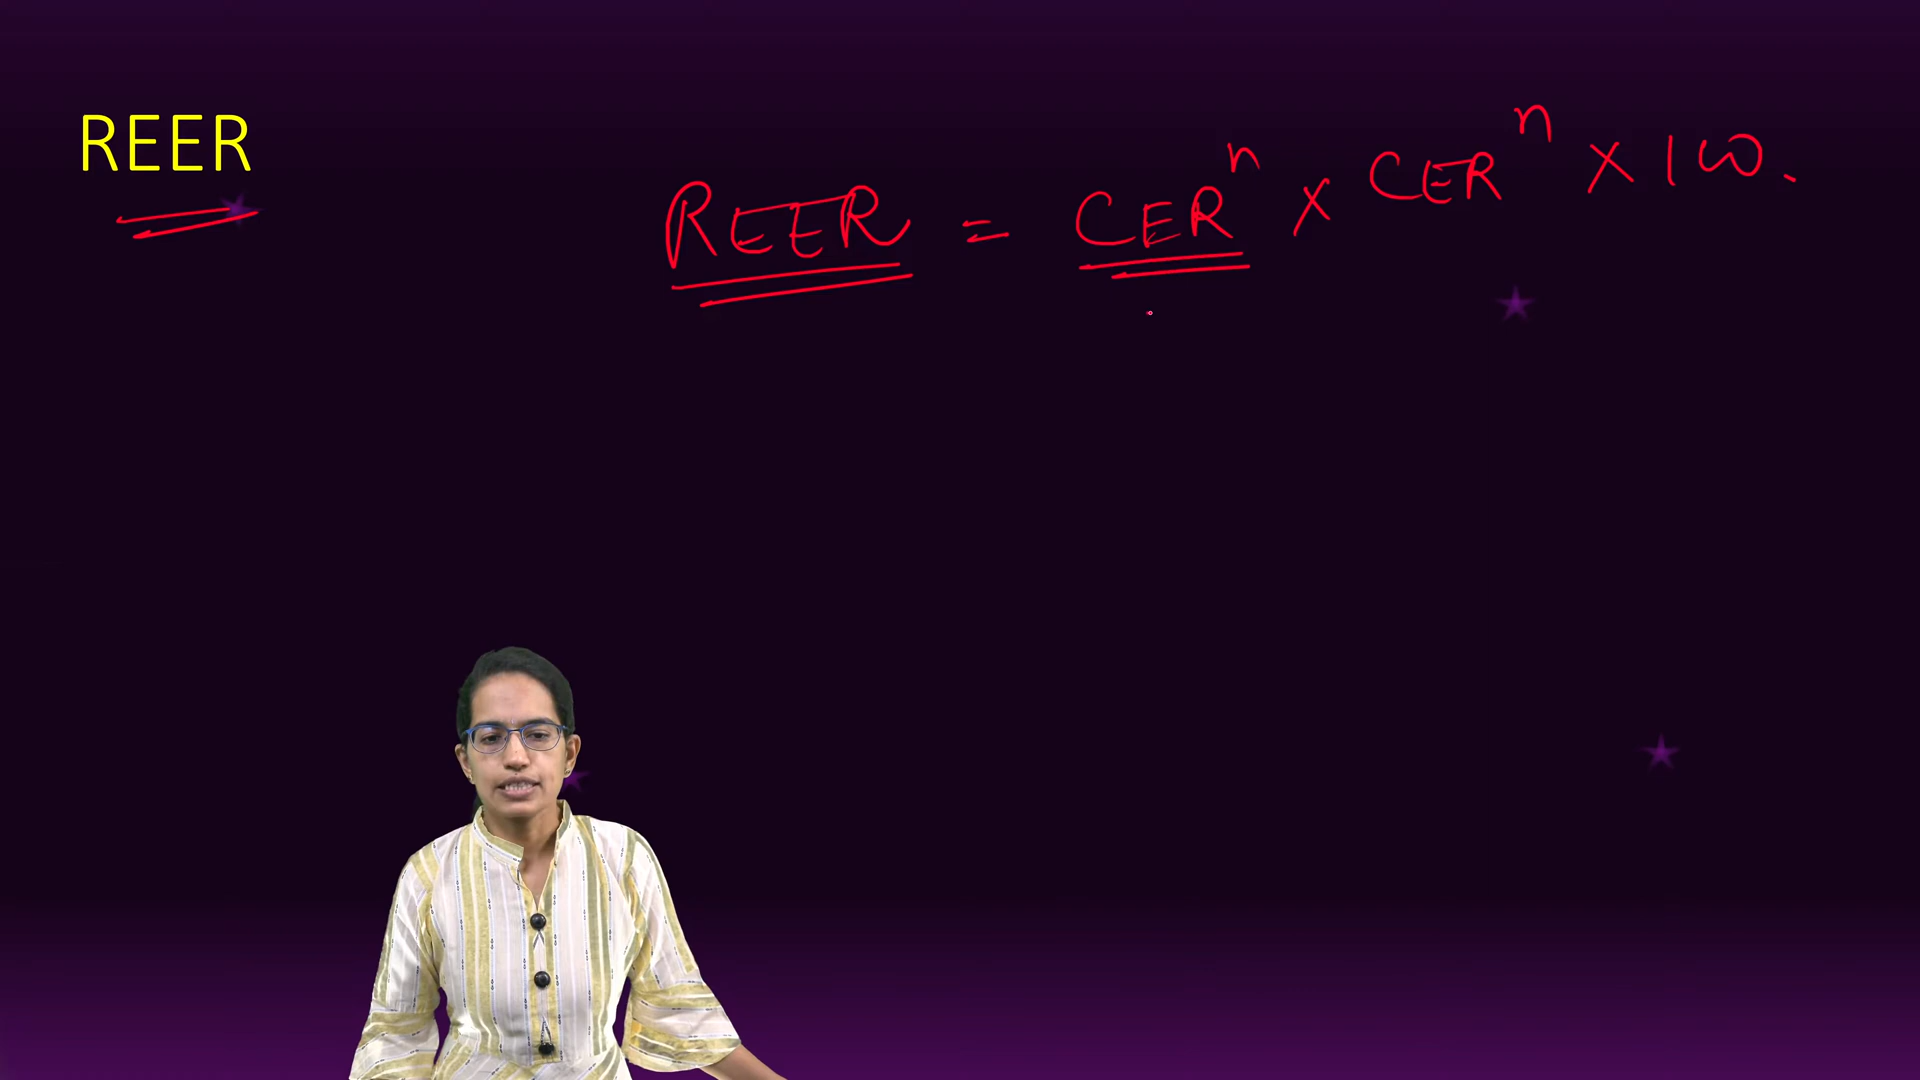 REER
REER = CERⁿ × CERⁿ × 100.